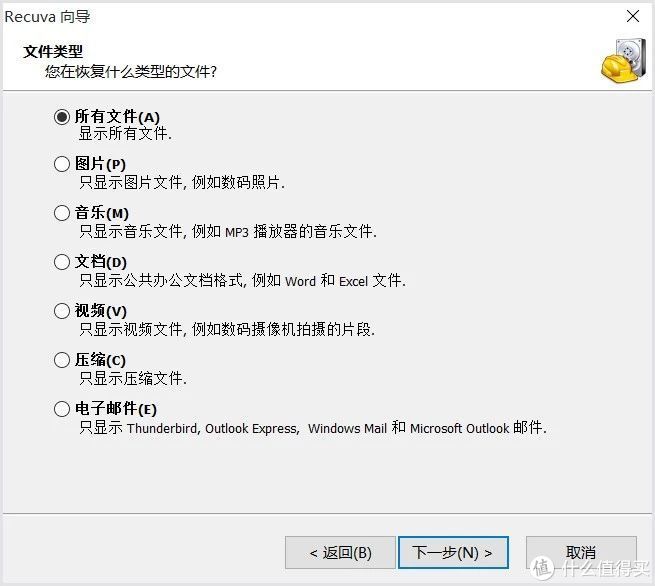 Recuva 向导
文件类型
您在恢复什么类型的文件?
所有文件(A)
显示所有文件.
图片(P)
只显示图片文件, 例如数码照片.
音乐(M)
只显示音乐文件, 例如 MP3 播放器的音乐文件.
文档(D)
只显示公共办公文档格式, 例如 Word 和 Excel 文件.
视频(V)
只显示视频文件, 例如数码摄像机拍摄的片段.
压缩(C)
只显示压缩文件.
电子邮件(E)
只显示 Thunderbird, Outlook Express,  Windows Mail 和 Microsoft Outlook 邮件.
< 返回(B) 下一步(N) > 取消
值 什么值得买